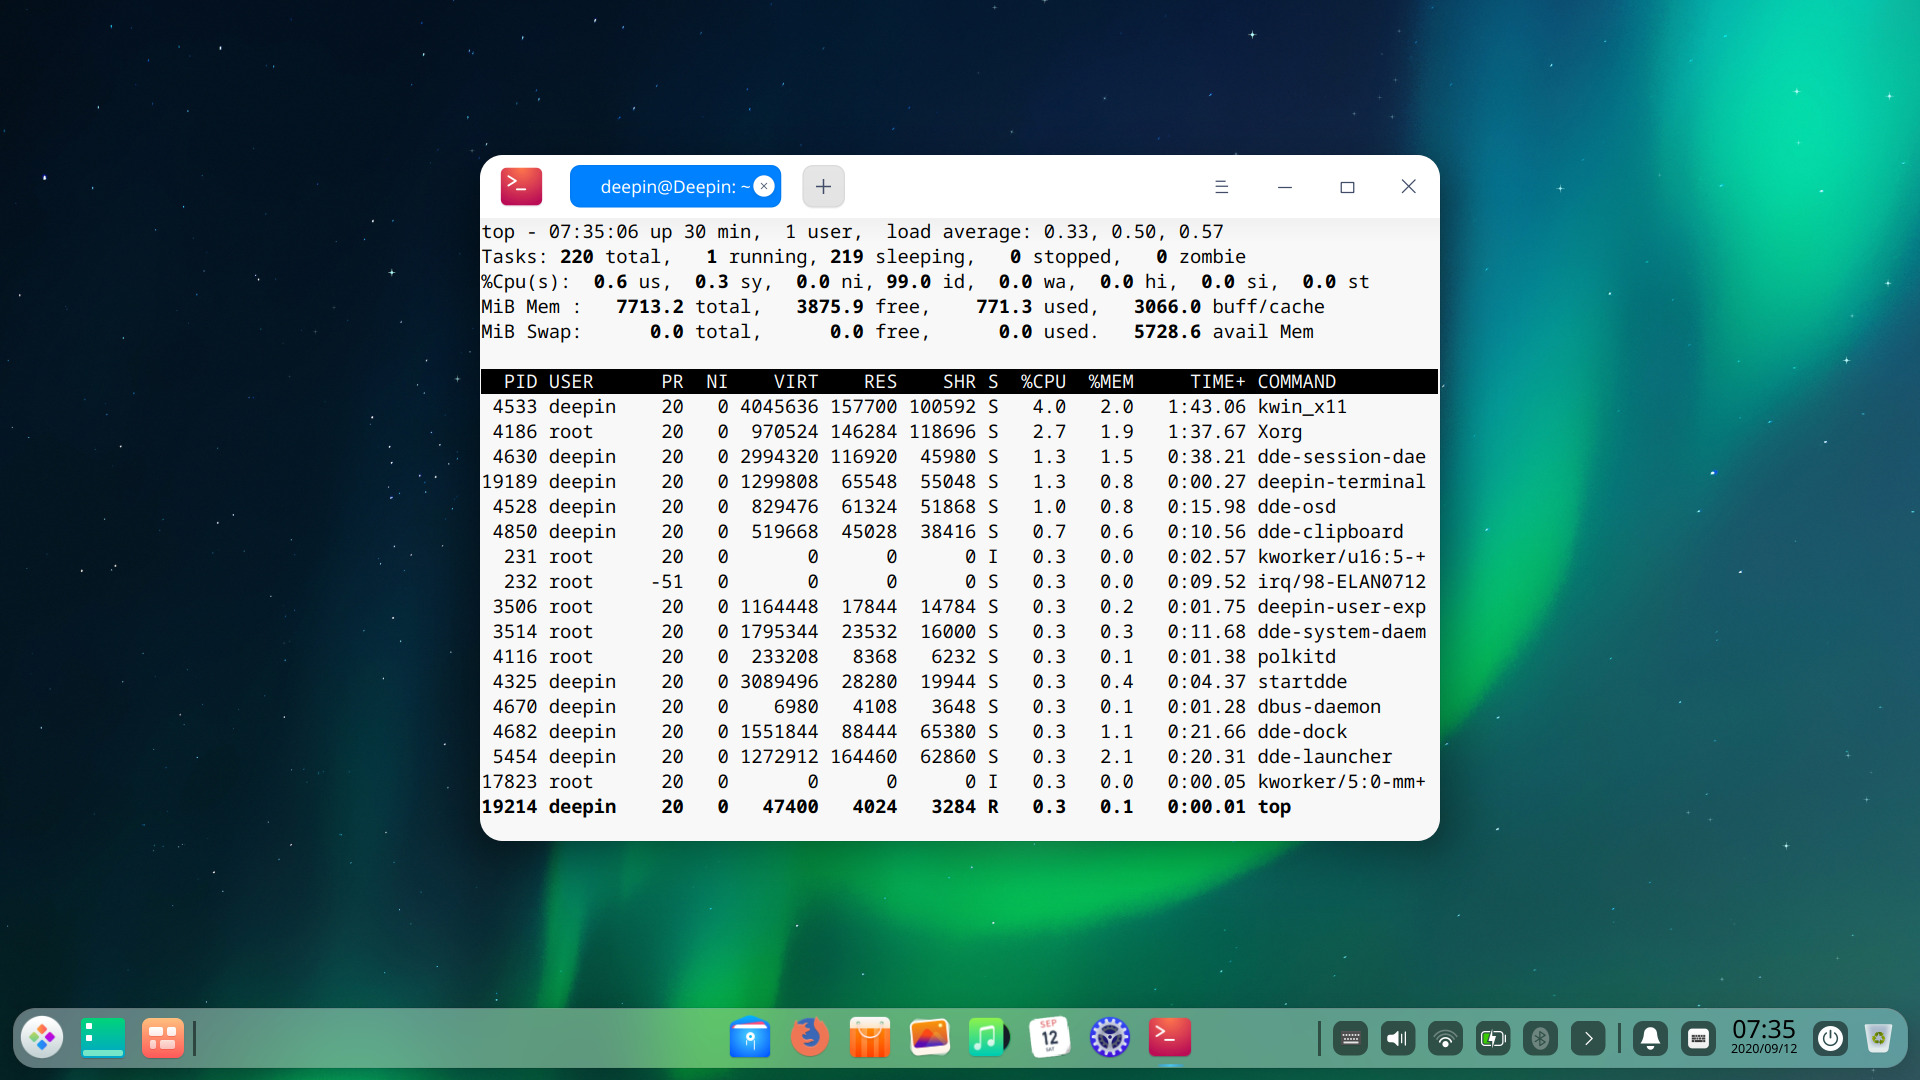 deepin@Deepin: ~
top - 07:35:06 up 30 min,  1 user,  load average: 0.33, 0.50, 0.57
Tasks: 220 total,   1 running, 219 sleeping,   0 stopped,   0 zombie
%Cpu(s):  0.6 us,  0.3 sy,  0.0 ni, 99.0 id,  0.0 wa,  0.0 hi,  0.0 si,  0.0 st
MiB Mem :   7713.2 total,   3875.9 free,    771.3 used,   3066.0 buff/cache
MiB Swap:      0.0 total,      0.0 free,      0.0 used.   5728.6 avail Mem
  PID USER      PR  NI    VIRT    RES    SHR S  %CPU  %MEM     TIME+ COMMAND
 4533 deepin    20   0 4045636 157700 100592 S   4.0   2.0   1:43.06 kwin_x11
 4186 root      20   0  970524 146284 118696 S   2.7   1.9   1:37.67 Xorg
 4630 deepin    20   0 2994320 116920  45980 S   1.3   1.5   0:38.21 dde-session-dae
19189 deepin    20   0 1299808  65548  55048 S   1.3   0.8   0:00.27 deepin-terminal
 4528 deepin    20   0  829476  61324  51868 S   1.0   0.8   0:15.98 dde-osd
 4850 deepin    20   0  519668  45028  38416 S   0.7   0.6   0:10.56 dde-clipboard
  231 root      20   0       0      0      0 I   0.3   0.0   0:02.57 kworker/u16:5-+
  232 root     -51   0       0      0      0 S   0.3   0.0   0:09.52 irq/98-ELAN0712
 3506 root      20   0 1164448  17844  14784 S   0.3   0.2   0:01.75 deepin-user-exp
 3514 root      20   0 1795344  23532  16000 S   0.3   0.3   0:11.68 dde-system-daem
 4116 root      20   0  233208   8368   6232 S   0.3   0.1   0:01.38 polkitd
 4325 deepin    20   0 3089496  28280  19944 S   0.3   0.4   0:04.37 startdde
 4670 deepin    20   0    6980   4108   3648 S   0.3   0.1   0:01.28 dbus-daemon
 4682 deepin    20   0 1551844  88444  65380 S   0.3   1.1   0:21.66 dde-dock
 5454 deepin    20   0 1272912 164460  62860 S   0.3   2.1   0:20.31 dde-launcher
17823 root      20   0       0      0      0 I   0.3   0.0   0:00.05 kworker/5:0-mm+
19214 deepin    20   0   47400   4024   3284 R   0.3   0.1   0:00.01 top
SEP
12
SAT
07:35
2020/09/12